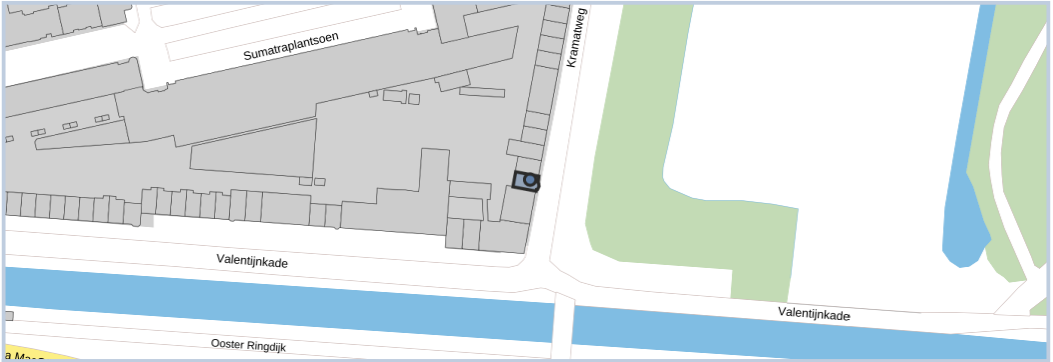 Sumatraplantsoen
Kramatweg
Valentijnkade
Valentijnkade
Ooster Ringdijk